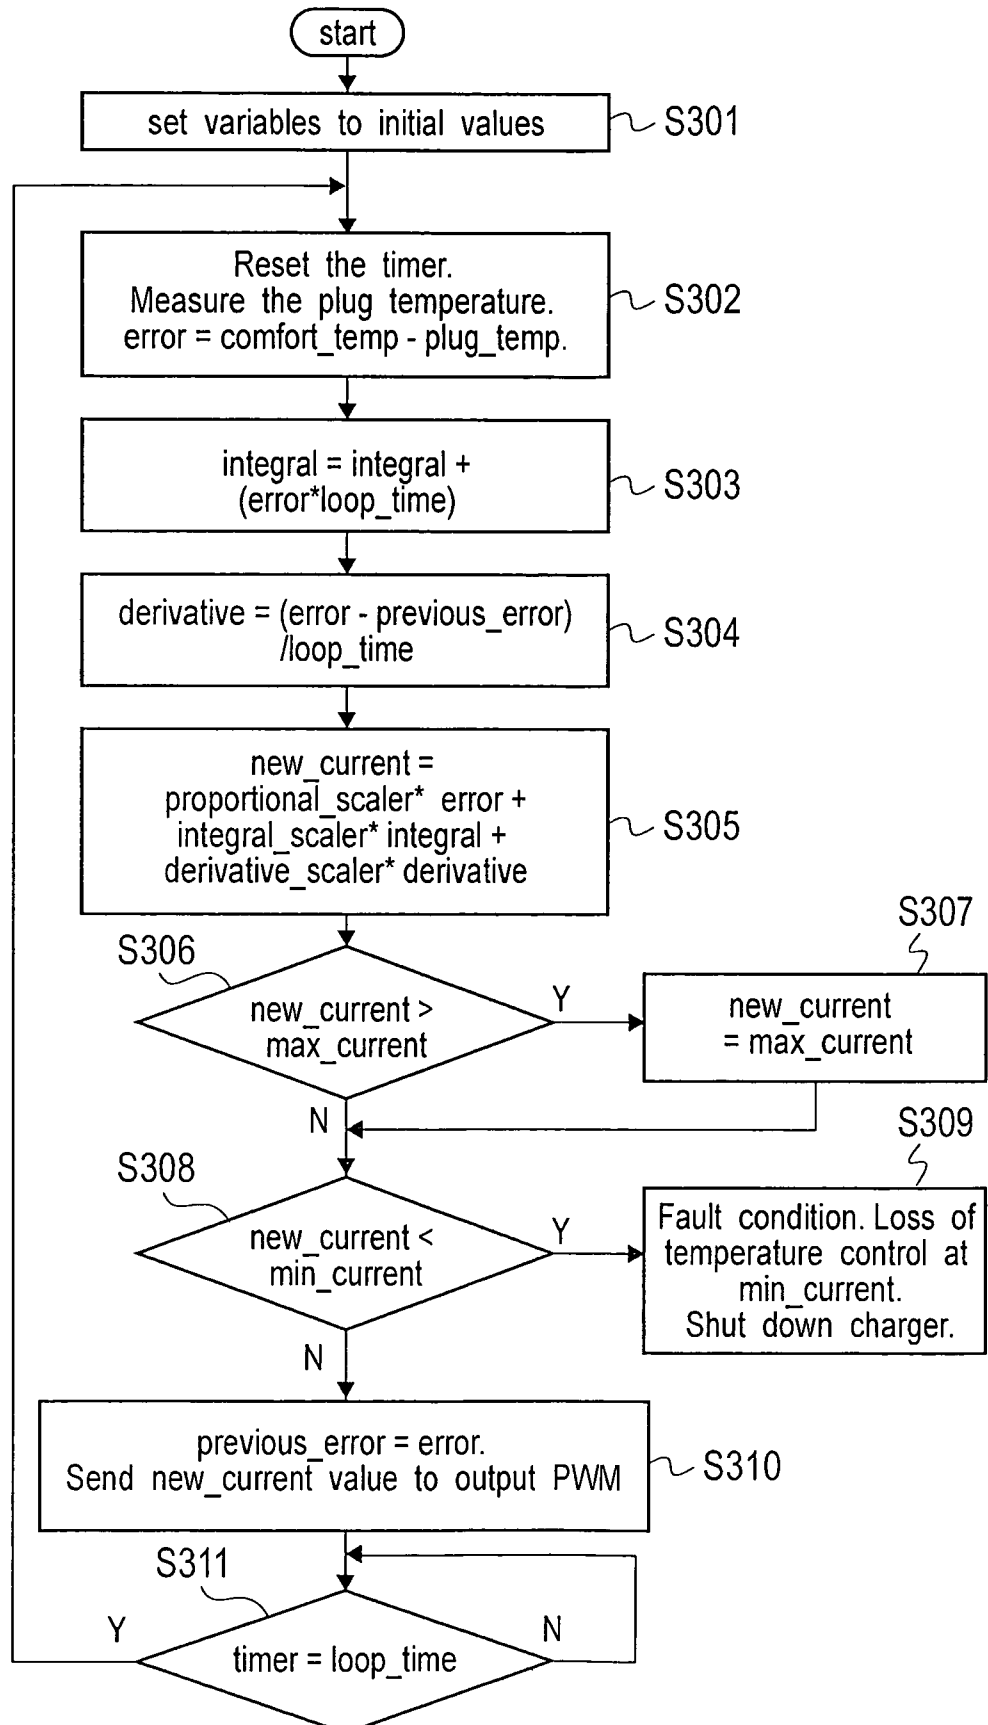 start
set variables to initial values
S301
Reset the timer.
Measure the plug temperature.
error = comfort_temp - plug_temp.
S302
integral = integral +
(error*loop_time)
S303
derivative = (error - previous_error)
/loop_time
S304
new_current =
proportional_scaler* error +
integral_scaler* integral +
derivative_scaler* derivative
S305
S306
new_current >
max_current
Y
N
S307
new_current
= max_current
S308
new_current <
min_current
Y
N
S309
Fault condition. Loss of
temperature control at
min_current.
Shut down charger.
previous_error = error.
Send new_current value to output PWM
S310
S311
Y
timer = loop_time
N